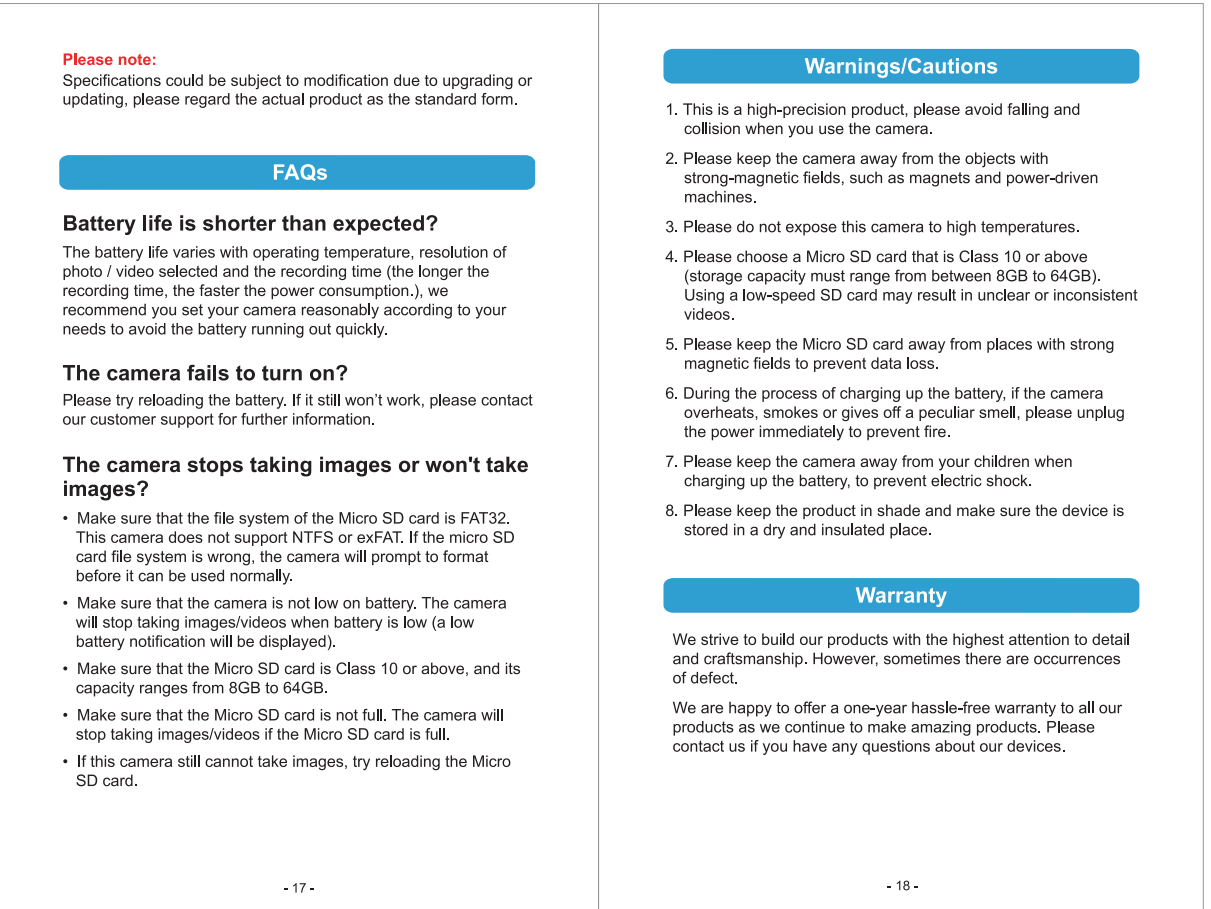 Please note:
Specifications could be subject to modification due to upgrading or
updating, please regard the actual product as the standard form.
FAQs
Battery life is shorter than expected?
The battery life varies with operating temperature, resolution of
photo / video selected and the recording time (the longer the
recording time, the faster the power consumption.), we
recommend you set your camera reasonably according to your
needs to avoid the battery running out quickly.
The camera fails to turn on?
Please try reloading the battery. If it still won’t work, please contact
our customer support for further information.
The camera stops taking images or won't take
images?
• Make sure that the file system of the Micro SD card is FAT32.
This camera does not support NTFS or exFAT. If the micro SD
card file system is wrong, the camera will prompt to format
before it can be used normally.
• Make sure that the camera is not low on battery. The camera
will stop taking images/videos when battery is low (a low
battery notification will be displayed).
• Make sure that the Micro SD card is Class 10 or above, and its
capacity ranges from 8GB to 64GB.
• Make sure that the Micro SD card is not full. The camera will
stop taking images/videos if the Micro SD card is full.
• If this camera still cannot take images, try reloading the Micro
SD card.
- 17 -
Warnings/Cautions
1. This is a high-precision product, please avoid falling and
collision when you use the camera.
2. Please keep the camera away from the objects with
strong-magnetic fields, such as magnets and power-driven
machines.
3. Please do not expose this camera to high temperatures.
4. Please choose a Micro SD card that is Class 10 or above
(storage capacity must range from between 8GB to 64GB).
Using a low-speed SD card may result in unclear or inconsistent
videos.
5. Please keep the Micro SD card away from places with strong
magnetic fields to prevent data loss.
6. During the process of charging up the battery, if the camera
overheats, smokes or gives off a peculiar smell, please unplug
the power immediately to prevent fire.
7. Please keep the camera away from your children when
charging up the battery, to prevent electric shock.
8. Please keep the product in shade and make sure the device is
stored in a dry and insulated place.
Warranty
We strive to build our products with the highest attention to detail
and craftsmanship. However, sometimes there are occurrences
of defect.
We are happy to offer a one-year hassle-free warranty to all our
products as we continue to make amazing products. Please
contact us if you have any questions about our devices.
- 18 -